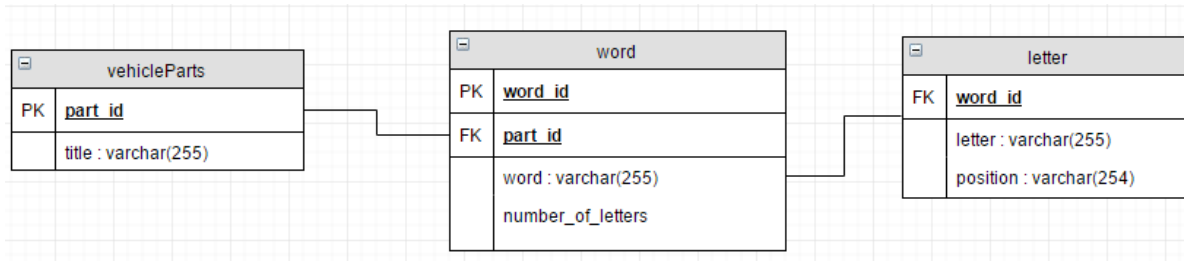 vehicleParts
PK part_id
title : varchar(255)
word
PK word_id
FK part_id
word : varchar(255)
number_of_letters
letter
FK word_id
letter : varchar(255)
position : varchar(254)